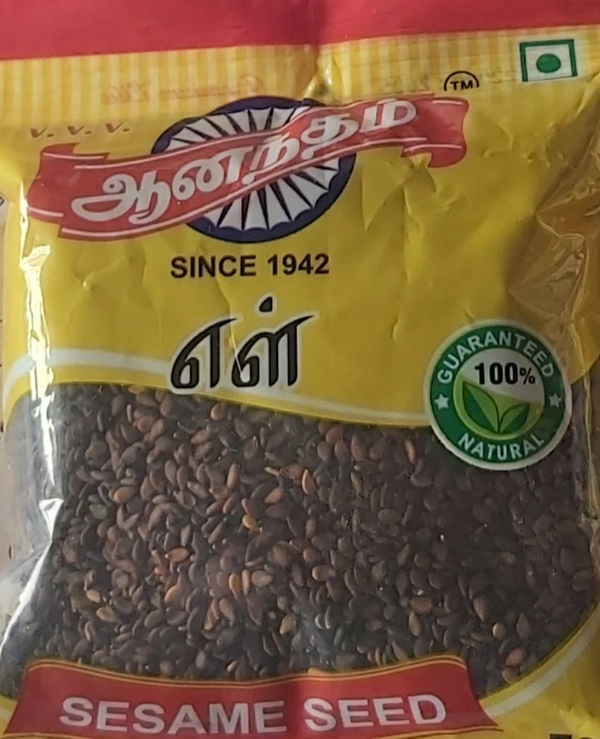 TM
V. V. V.
ஆனந்தம்
SINCE 1942
எள்
GUARANTEED
100%
NATURAL
SESAME SEED